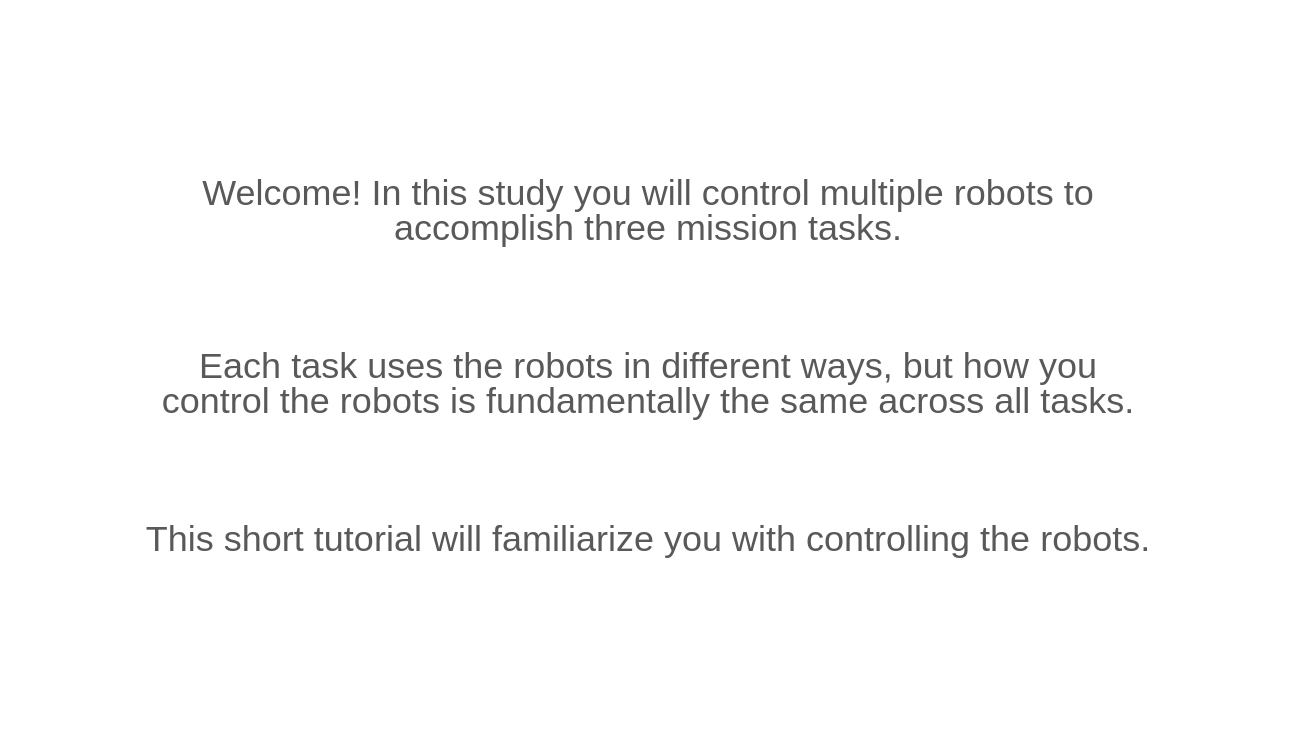 Welcome! In this study you will control multiple robots to
accomplish three mission tasks.
Each task uses the robots in different ways, but how you
control the robots is fundamentally the same across all tasks.
This short tutorial will familiarize you with controlling the robots.